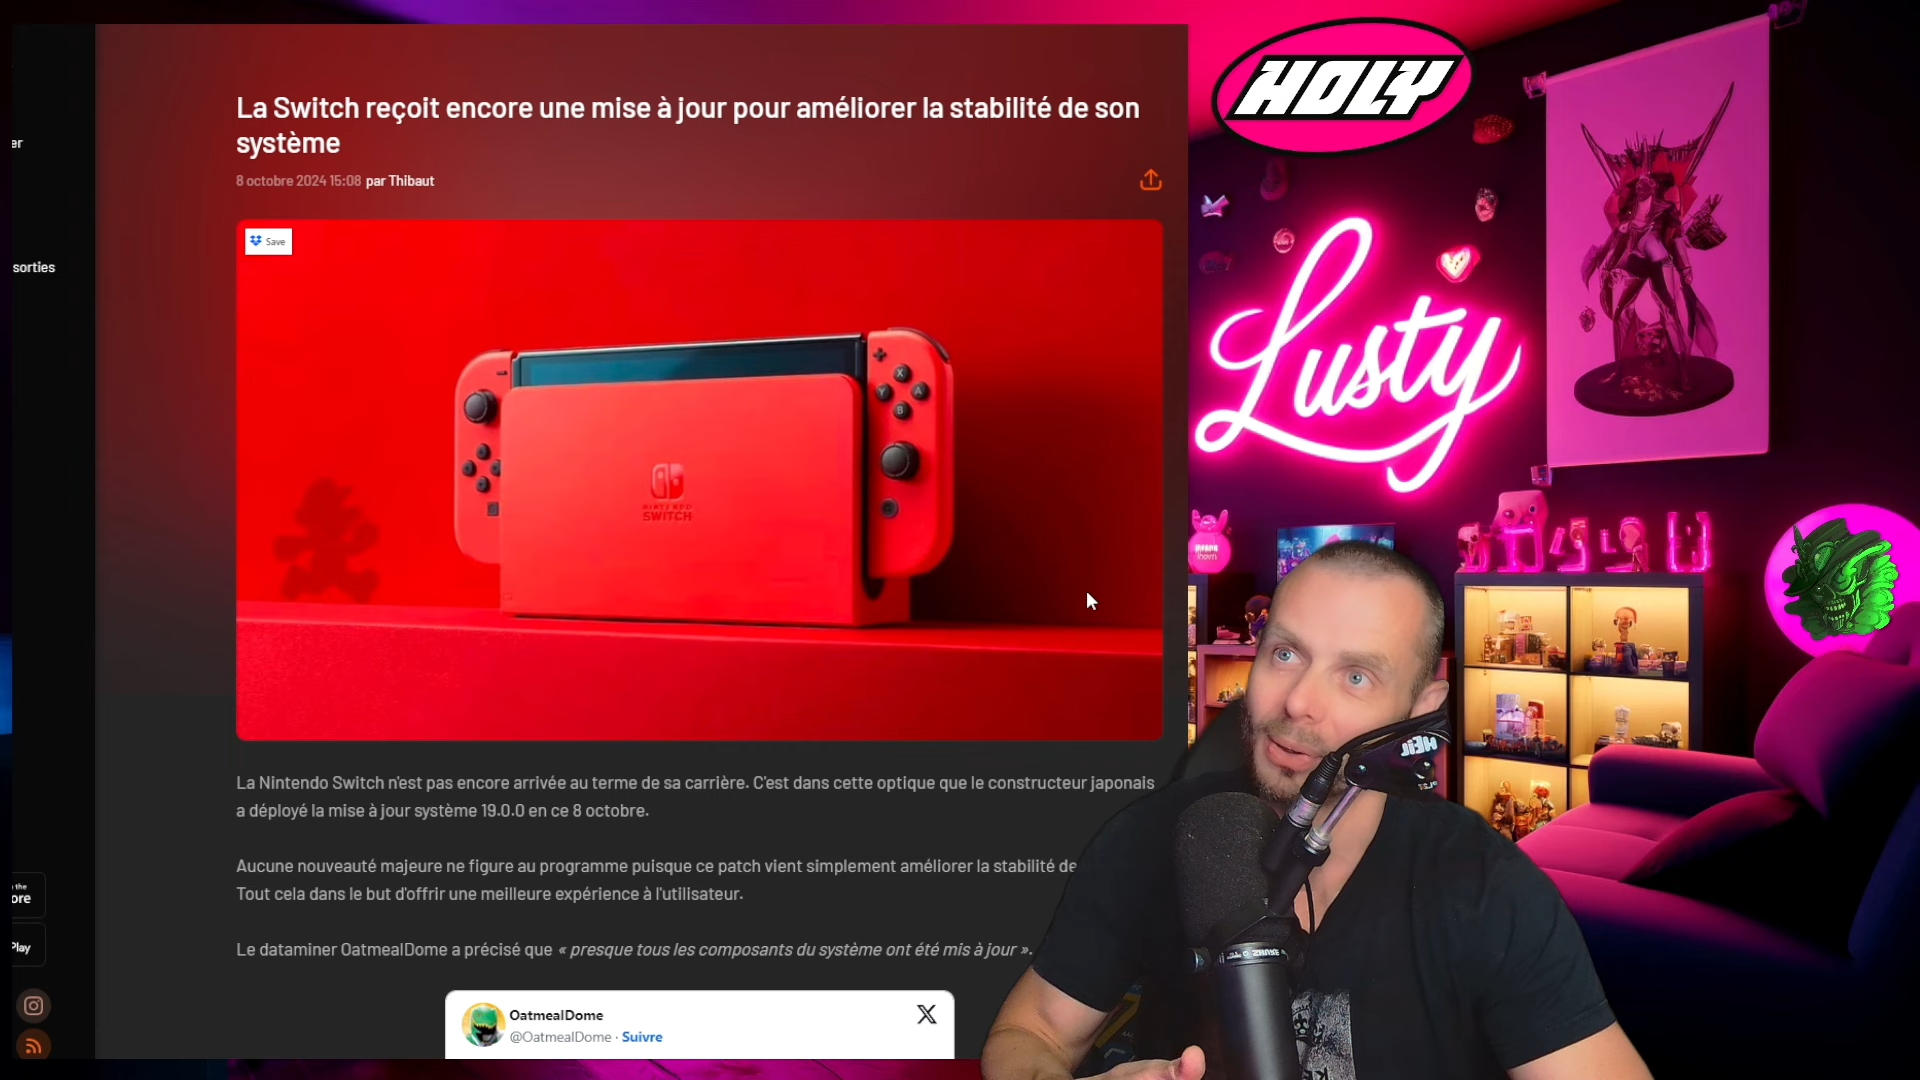 La Switch reçoit encore une mise à jour pour améliorer la stabilité de son
système
8 octobre 2024 15:08 par Thibaut
Save
NINTENDO
SWITCH
X
Y
A
B
La Nintendo Switch n'est pas encore arrivée au terme de sa carrière. C'est dans cette optique que le constructeur japonais
a déployé la mise à jour système 19.0.0 en ce 8 octobre.
Aucune nouveauté majeure ne figure au programme puisque ce patch vient simplement améliorer la stabilité de
Tout cela dans le but d'offrir une meilleure expérience à l'utilisateur.
Le dataminer OatmealDome a précisé que « presque tous les composants du système ont été mis à jour ».
OatmealDome
@OatmealDome · Suivre
er
sorties
n the
ore
Play
HOLY
Lusty